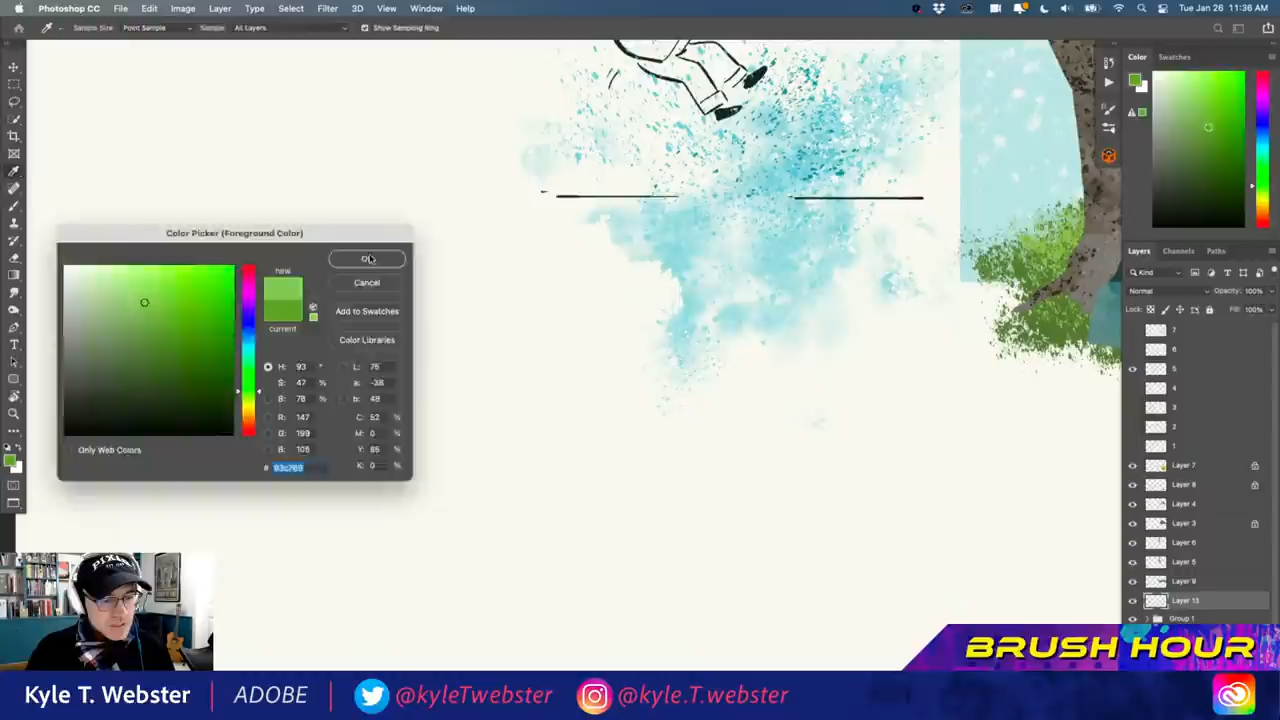 Photoshop CC File Edit Image Layer Type Select Filter 3D View Window Help Tue Jan 26 11:36 AM
Sample Size: Point Sample Sample: All Layers Show Sampling Ring
Color Swatches
Color Picker (Foreground Color)
new
current
OK
Cancel
Add to Swatches
Color Libraries
H: 93 °
S: 47 %
B: 78 %
R: 147
G: 199
B: 105
# 93c769
L: 75
a: -38
b: 48
C: 52 %
M: 0 %
Y: 85 %
K: 0 %
Only Web Colors
Layers Channels Paths
Kind
Normal Opacity: 100%
Lock: Fill: 100%
7
6
5
4
3
2
1
Layer 7
Layer 8
Layer 4
Layer 3
Layer 6
Layer 5
Layer 9
Layer 13
Group 1
BRUSH HOUR
Kyle T. Webster | ADOBE | @kyleTwebster @kyle.T.webster